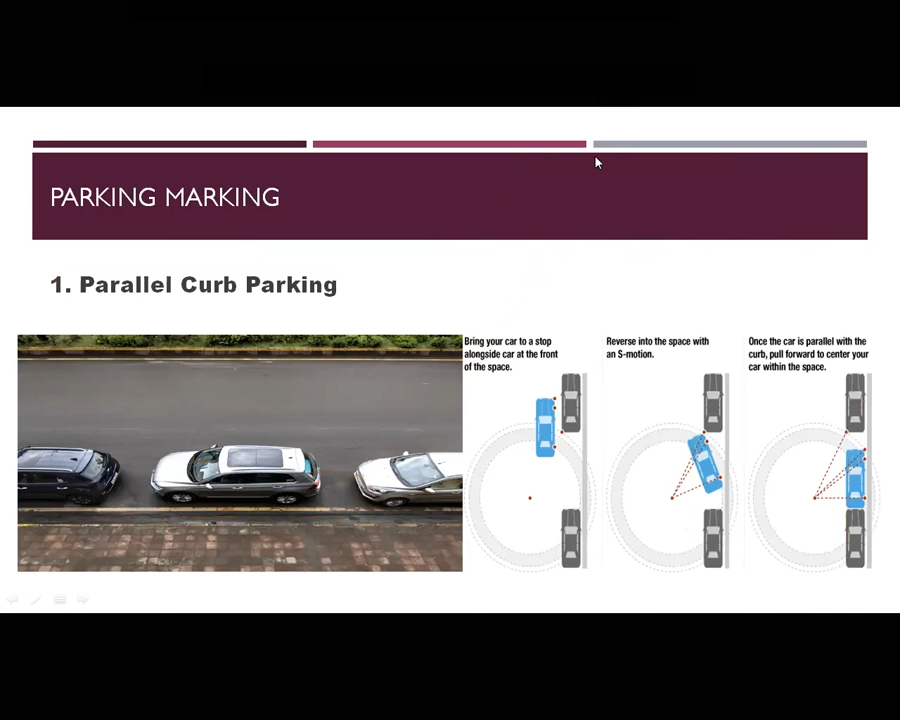 PARKING MARKING
1. Parallel Curb Parking
Bring your car to a stop
alongside car at the front
of the space.
Reverse into the space with
an S-motion.
Once the car is parallel with the
curb, pull forward to center your
car within the space.